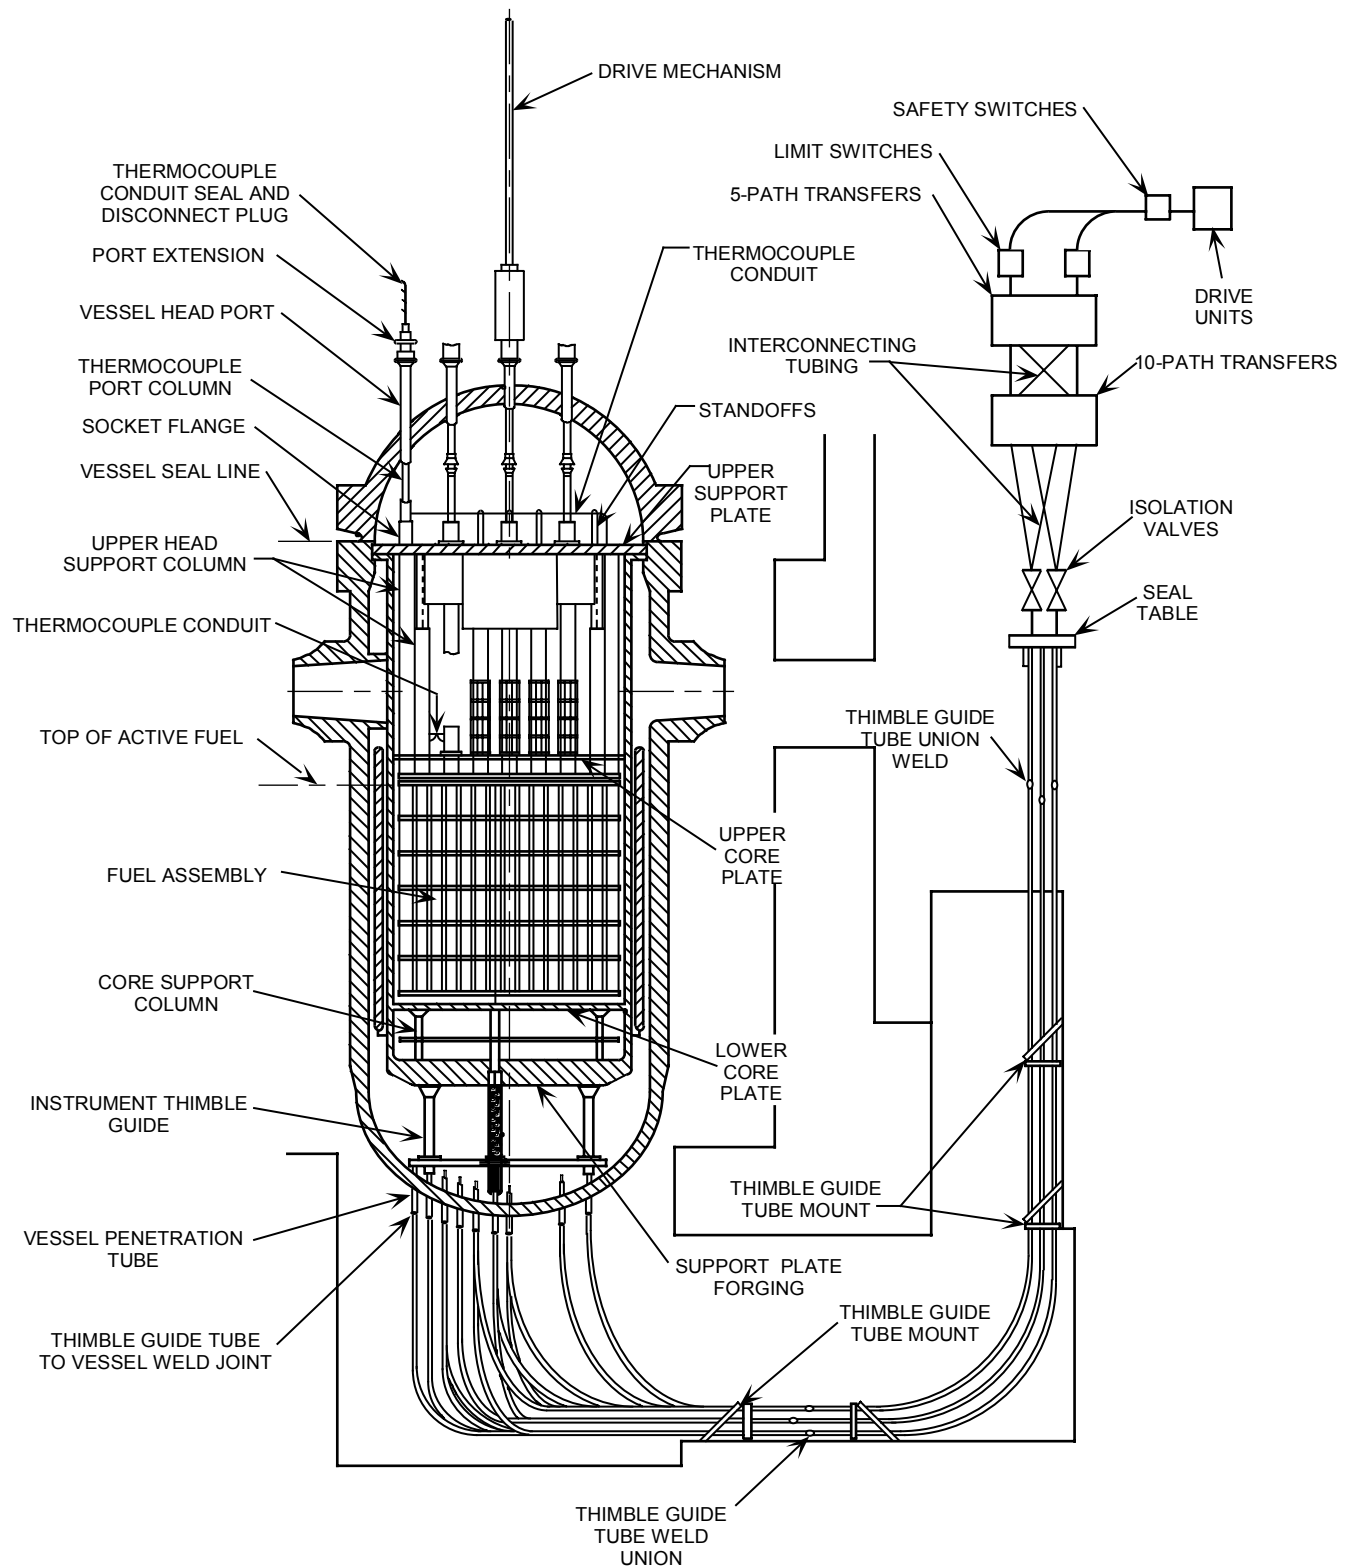 DRIVE MECHANISM
SAFETY SWITCHES
LIMIT SWITCHES
5-PATH TRANSFERS
DRIVE
UNITS
THERMOCOUPLE
CONDUIT SEAL AND
DISCONNECT PLUG
PORT EXTENSION
VESSEL HEAD PORT
THERMOCOUPLE
PORT COLUMN
SOCKET FLANGE
VESSEL SEAL LINE
UPPER HEAD
SUPPORT COLUMN
THERMOCOUPLE CONDUIT
TOP OF ACTIVE FUEL
FUEL ASSEMBLY
CORE SUPPORT
COLUMN
INSTRUMENT THIMBLE
GUIDE
VESSEL PENETRATION
TUBE
THIMBLE GUIDE TUBE
TO VESSEL WELD JOINT
THERMOCOUPLE
CONDUIT
INTERCONNECTING
TUBING
10-PATH TRANSFERS
STANDOFFS
UPPER
SUPPORT
PLATE
ISOLATION
VALVES
SEAL
TABLE
THIMBLE GUIDE
TUBE UNION
WELD
UPPER
CORE
PLATE
LOWER
CORE
PLATE
THIMBLE GUIDE
TUBE MOUNT
SUPPORT PLATE
FORGING
THIMBLE GUIDE
TUBE MOUNT
THIMBLE GUIDE
TUBE WELD
UNION